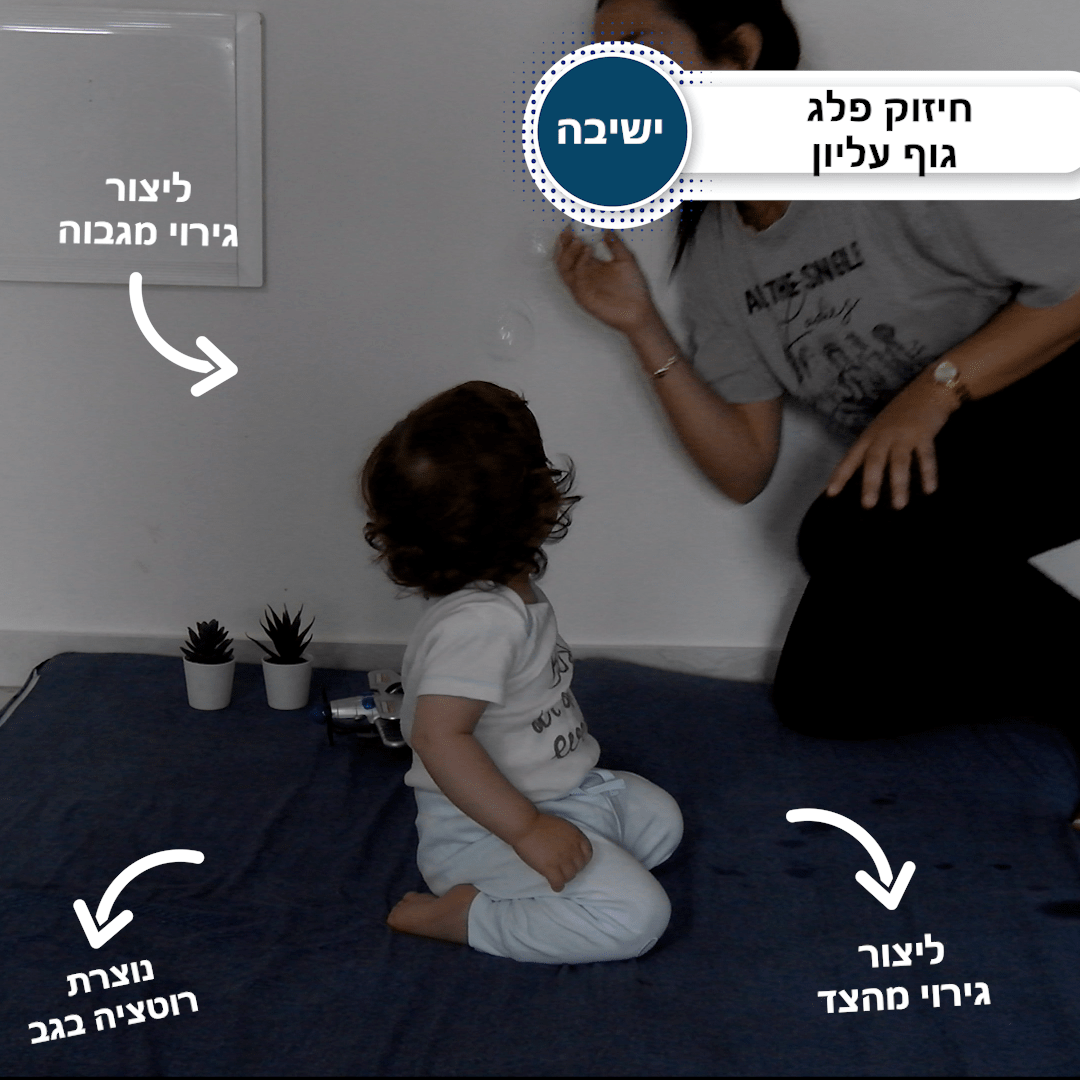 ישיבה
חיזוק פלג
גוף עליון
ליצור
גירוי מגבוה
ליצור
גירוי מהצד
נוצרת
רוטציה בגב